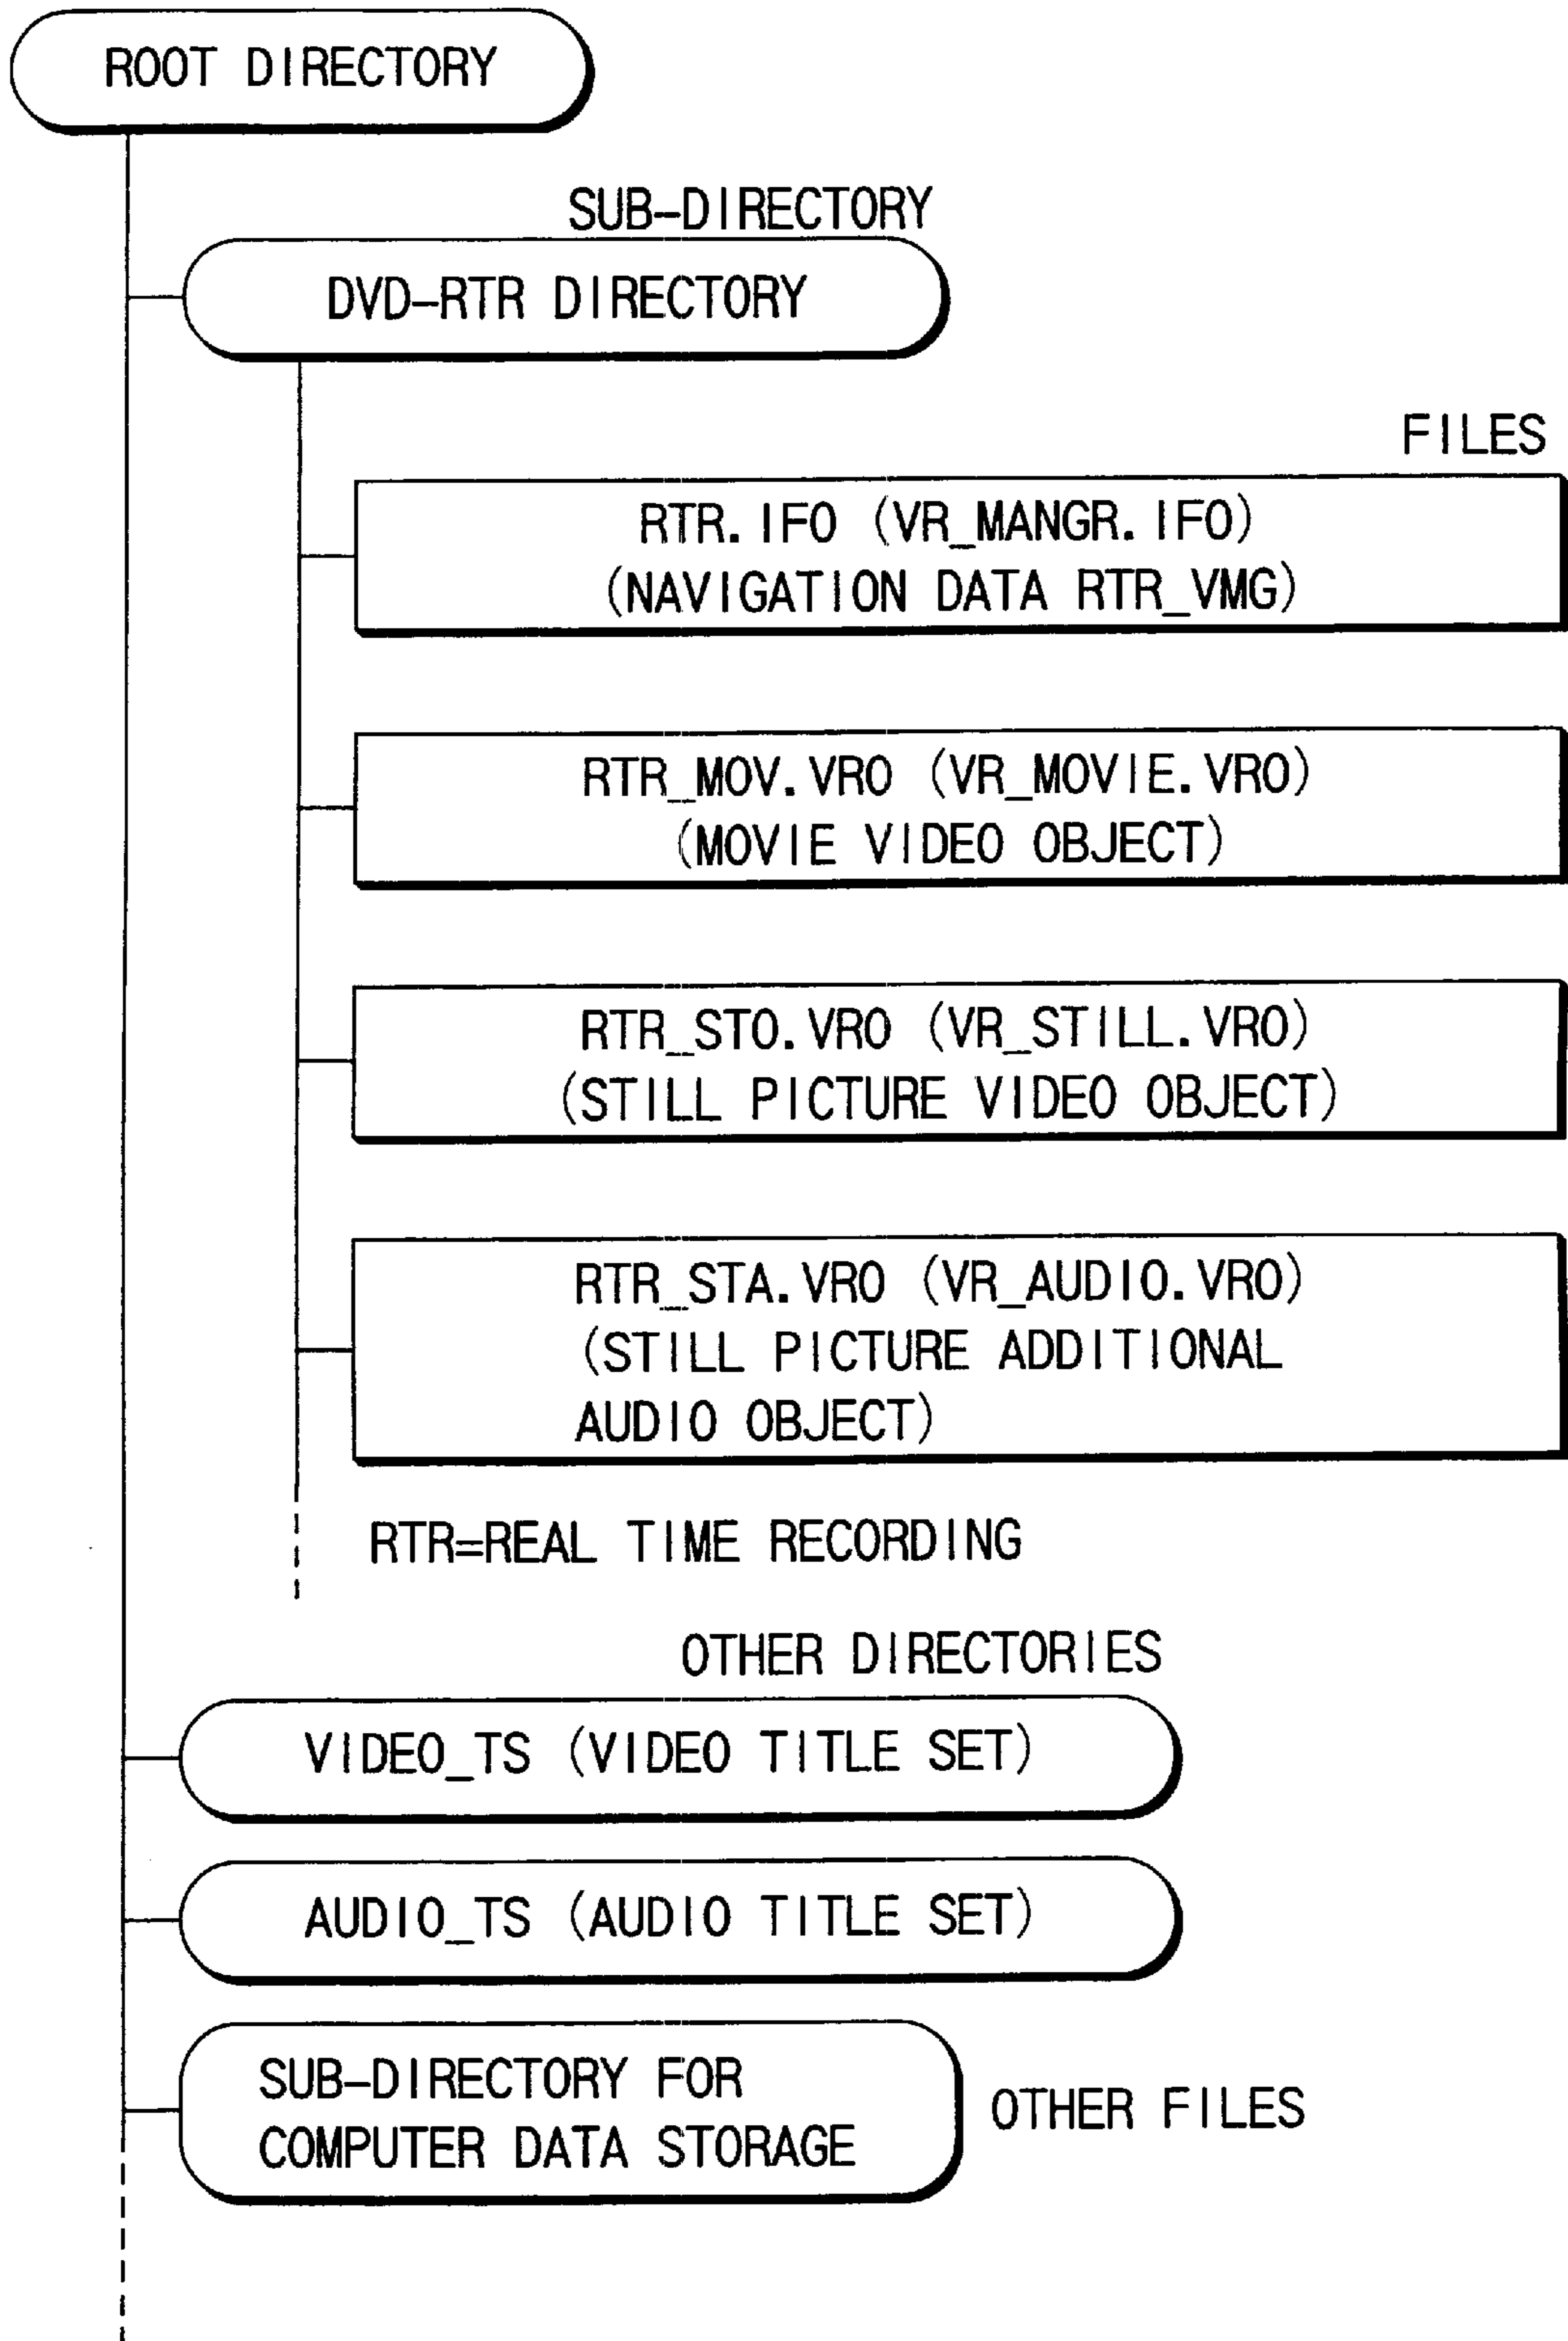 ROOT DIRECTORY
SUB-DIRECTORY
DVD-RTR DIRECTORY
FILES
RTR.IFO (VR_MANGR.IFO)
(NAVIGATION DATA RTR_VMG)
RTR_MOV.VRO (VR_MOVIE.VRO)
(MOVIE VIDEO OBJECT)
RTR_STO.VRO (VR_STILL.VRO)
(STILL PICTURE VIDEO OBJECT)
RTR_STA.VRO (VR_AUDIO.VRO)
(STILL PICTURE ADDITIONAL
AUDIO OBJECT)
RTR=REAL TIME RECORDING
OTHER DIRECTORIES
VIDEO_TS (VIDEO TITLE SET)
AUDIO_TS (AUDIO TITLE SET)
SUB-DIRECTORY FOR
COMPUTER DATA STORAGE
OTHER FILES